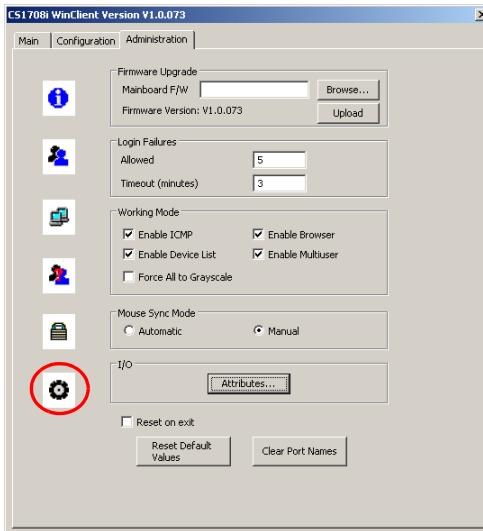 CS1708i WinClient Version V1.0.073
Main Configuration Administration
Firmware Upgrade
Mainboard F/W Browse...
Firmware Version: V1.0.073 Upload
Login Failures
Allowed 5
Timeout (minutes) 3
Working Mode
Enable ICMP Enable Browser
Enable Device List Enable Multiuser
Force All to Grayscale
Mouse Sync Mode
Automatic Manual
I/O
Attributes...
Reset on exit
Reset Default Clear Port Names
Values